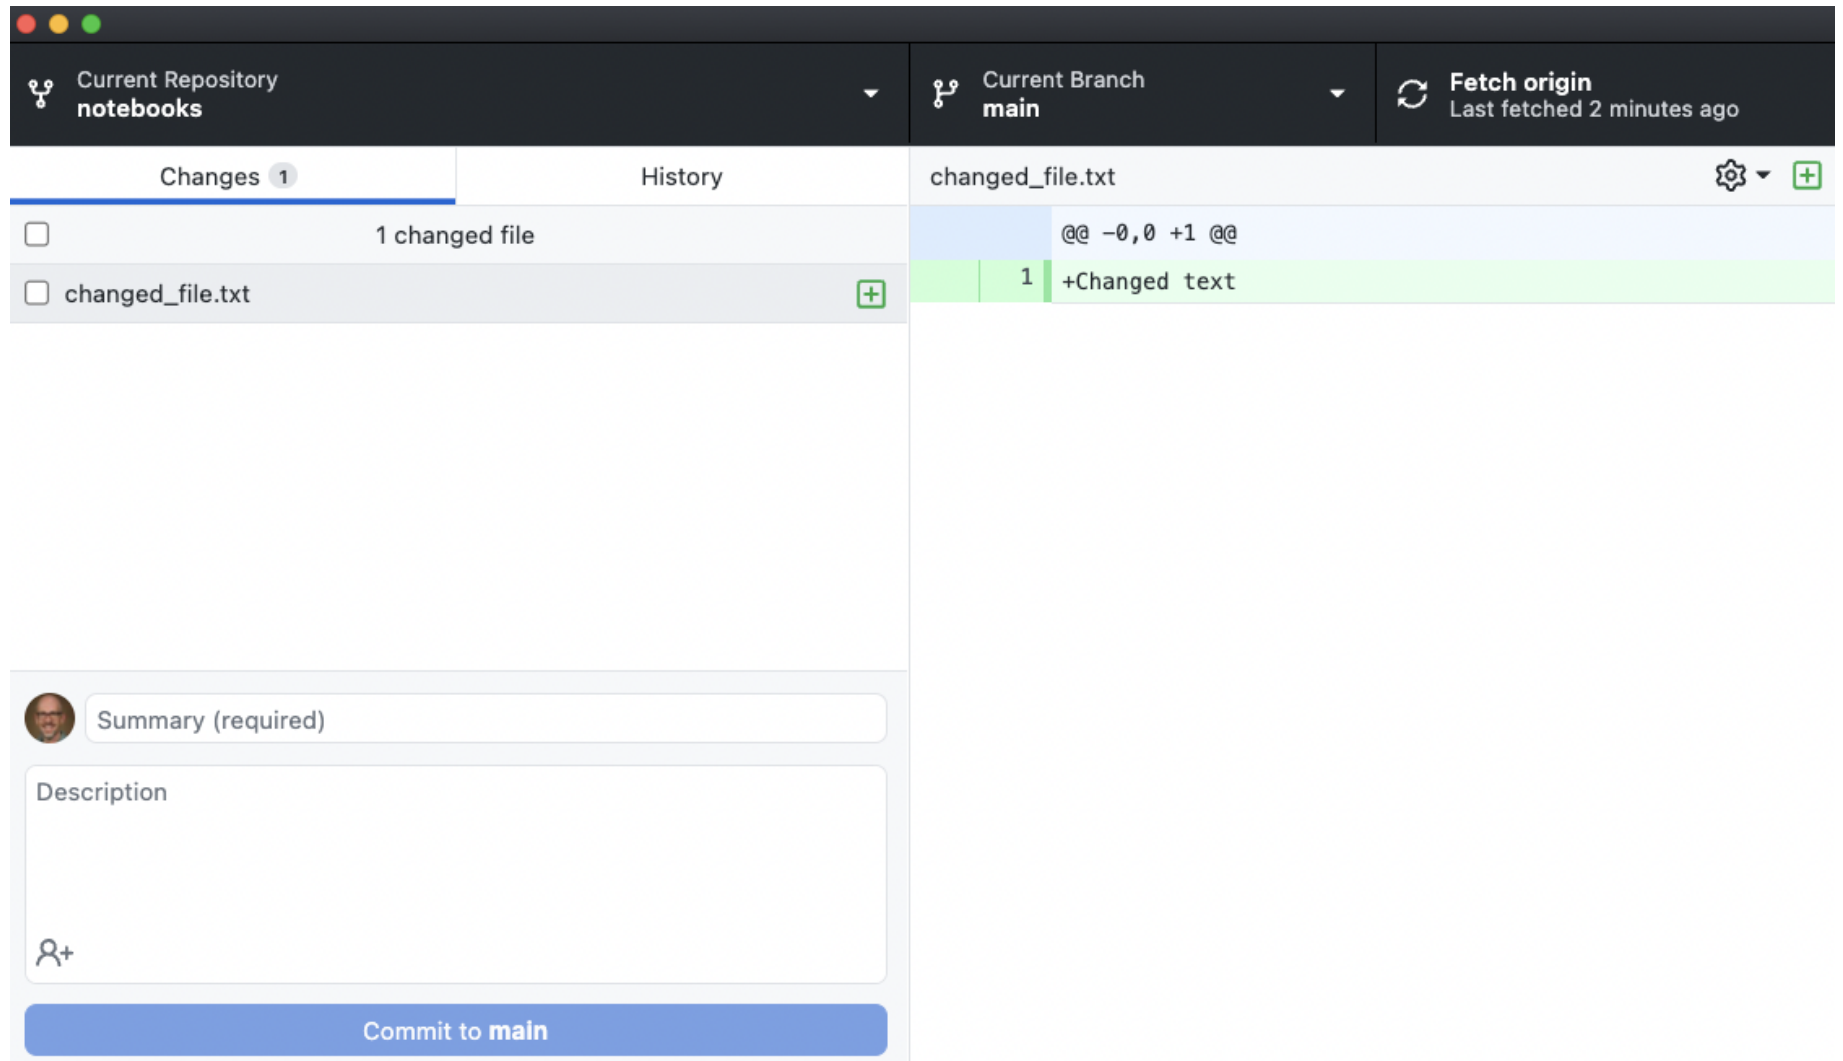 Current Repository
notebooks
Current Branch
main
Fetch origin
Last fetched 2 minutes ago
Changes 1
History
changed_file.txt
1 changed file
@@ -0,0 +1 @@
changed_file.txt
1 +Changed text
Summary (required)
Description
Commit to main